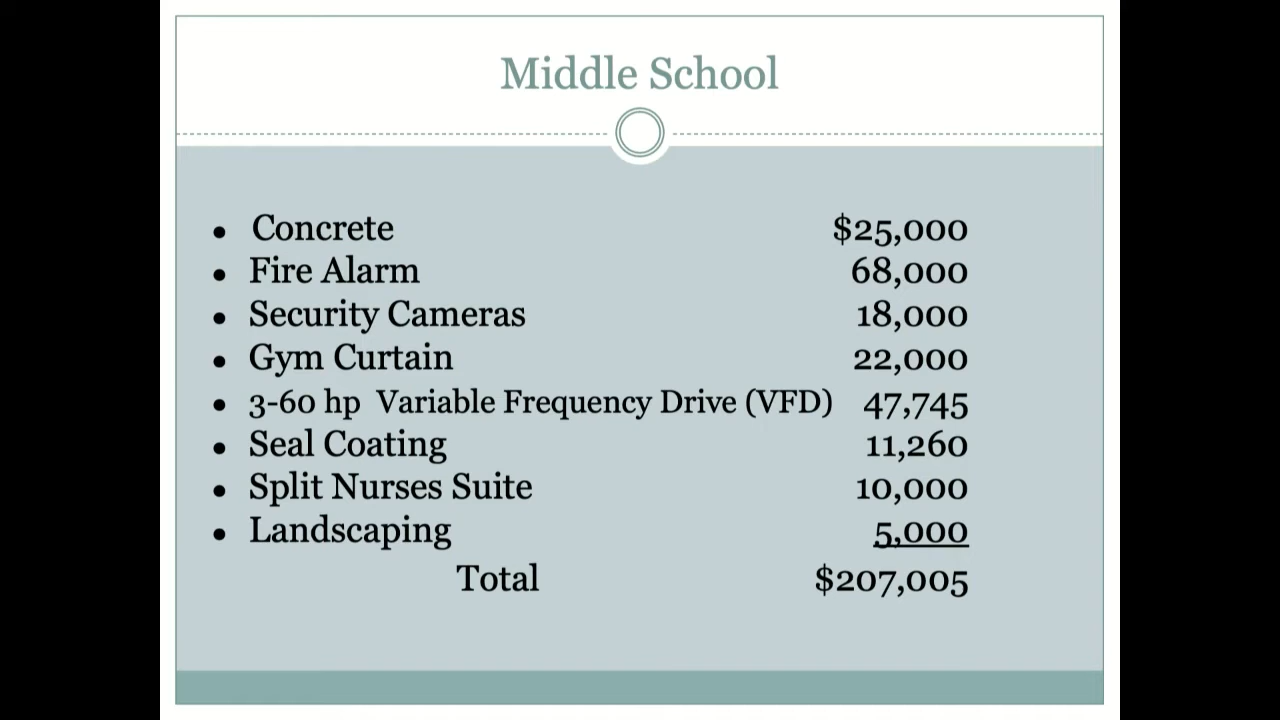 Middle School
• Concrete $25,000
• Fire Alarm 68,000
• Security Cameras 18,000
• Gym Curtain 22,000
• 3-60 hp Variable Frequency Drive (VFD) 47,745
• Seal Coating 11,260
• Split Nurses Suite 10,000
• Landscaping 5,000
Total $207,005